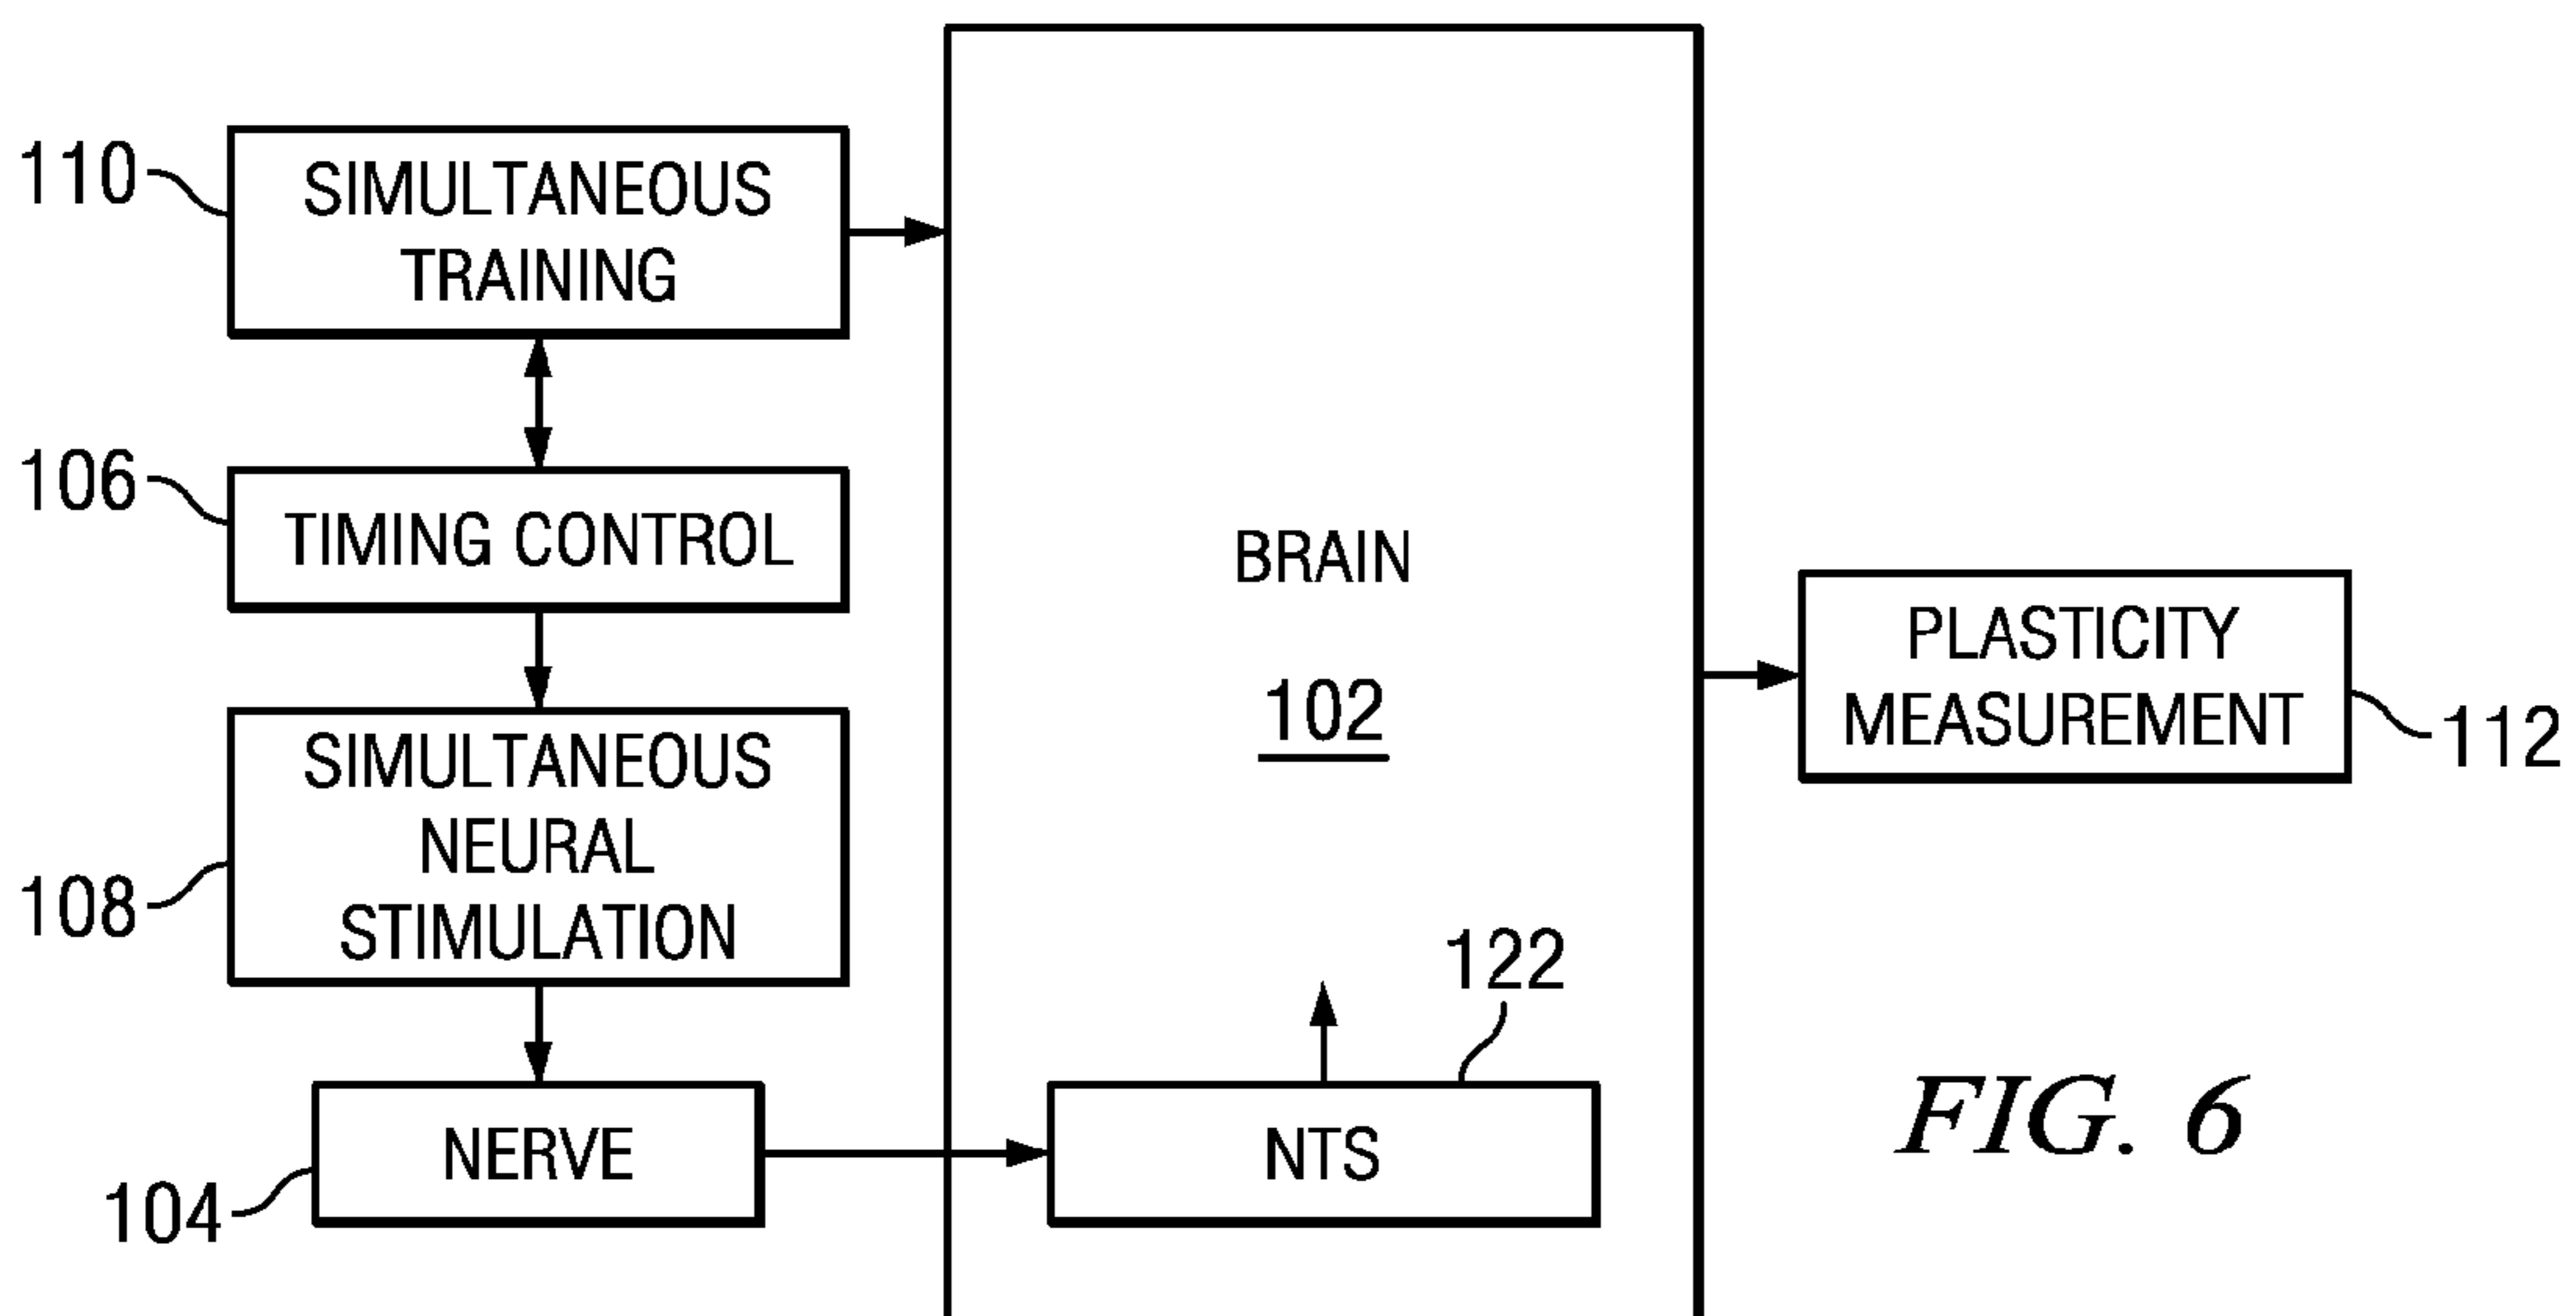 110
SIMULTANEOUS
TRAINING
106
TIMING CONTROL
108
SIMULTANEOUS
NEURAL
STIMULATION
104
NERVE
BRAIN
102
122
NTS
PLASTICITY
MEASUREMENT
112
FIG. 6